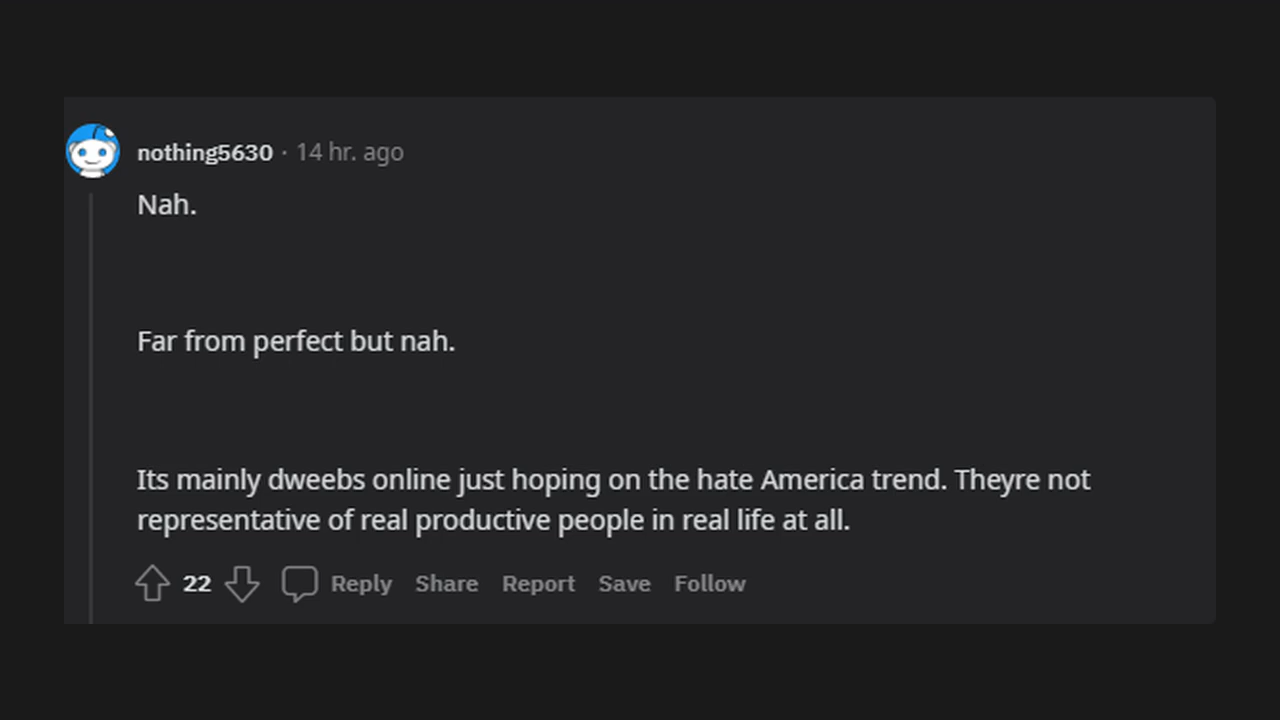 nothing5630 · 14 hr. ago
Nah.
Far from perfect but nah.
Its mainly dweebs online just hoping on the hate America trend. Theyre not
representative of real productive people in real life at all.
22 Reply Share Report Save Follow